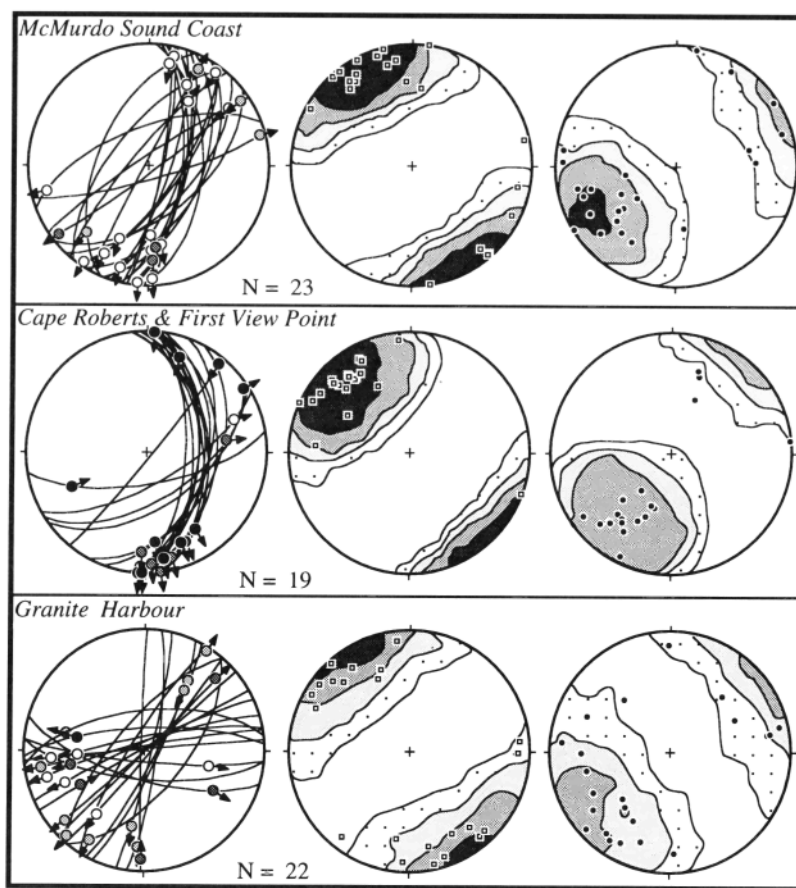 McMurdo Sound Coast
N = 23
Cape Roberts & First View Point
N = 19
Granite Harbour
N = 22